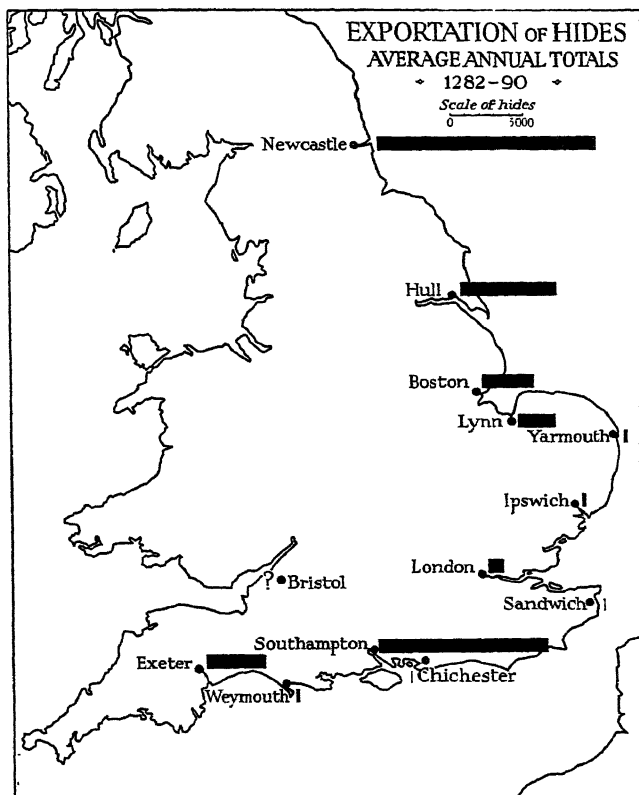 EXPORTATION OF HIDES
AVERAGE ANNUAL TOTALS
1282-90
Scale of hides
0 5000
Newcastle
Hull
Boston
Lynn
Yarmouth
Ipswich
London
? Bristol
Sandwich
Southampton
Exeter
Chichester
Weymouth